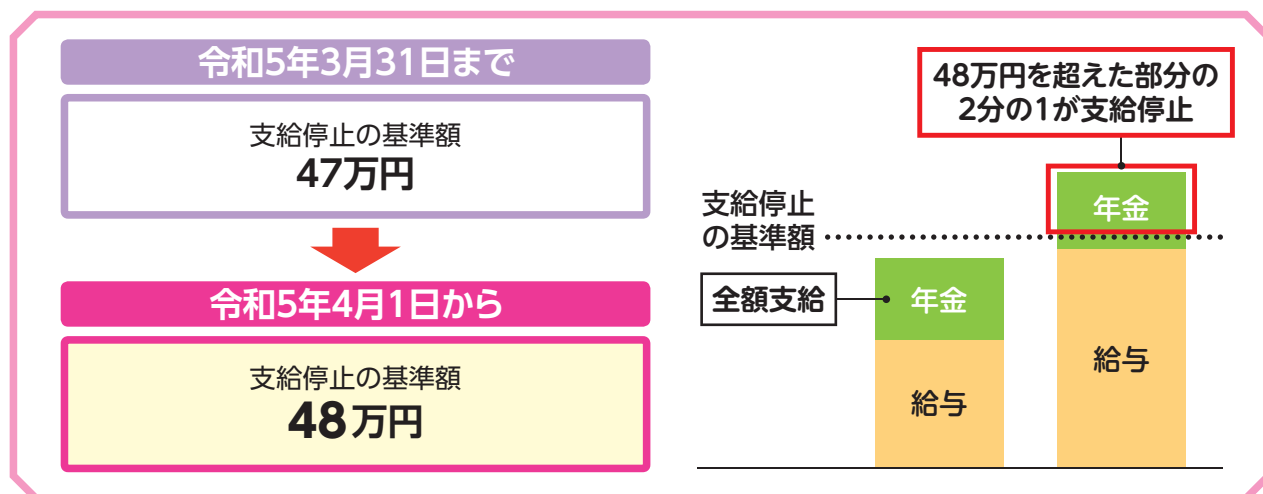 令和5年3月31日まで
支給停止の基準額
47万円
令和5年4月1日から
支給停止の基準額
48万円
48万円を超えた部分の
2分の1が支給停止
支給停止
の基準額
年金
全額支給
年金
給与
給与